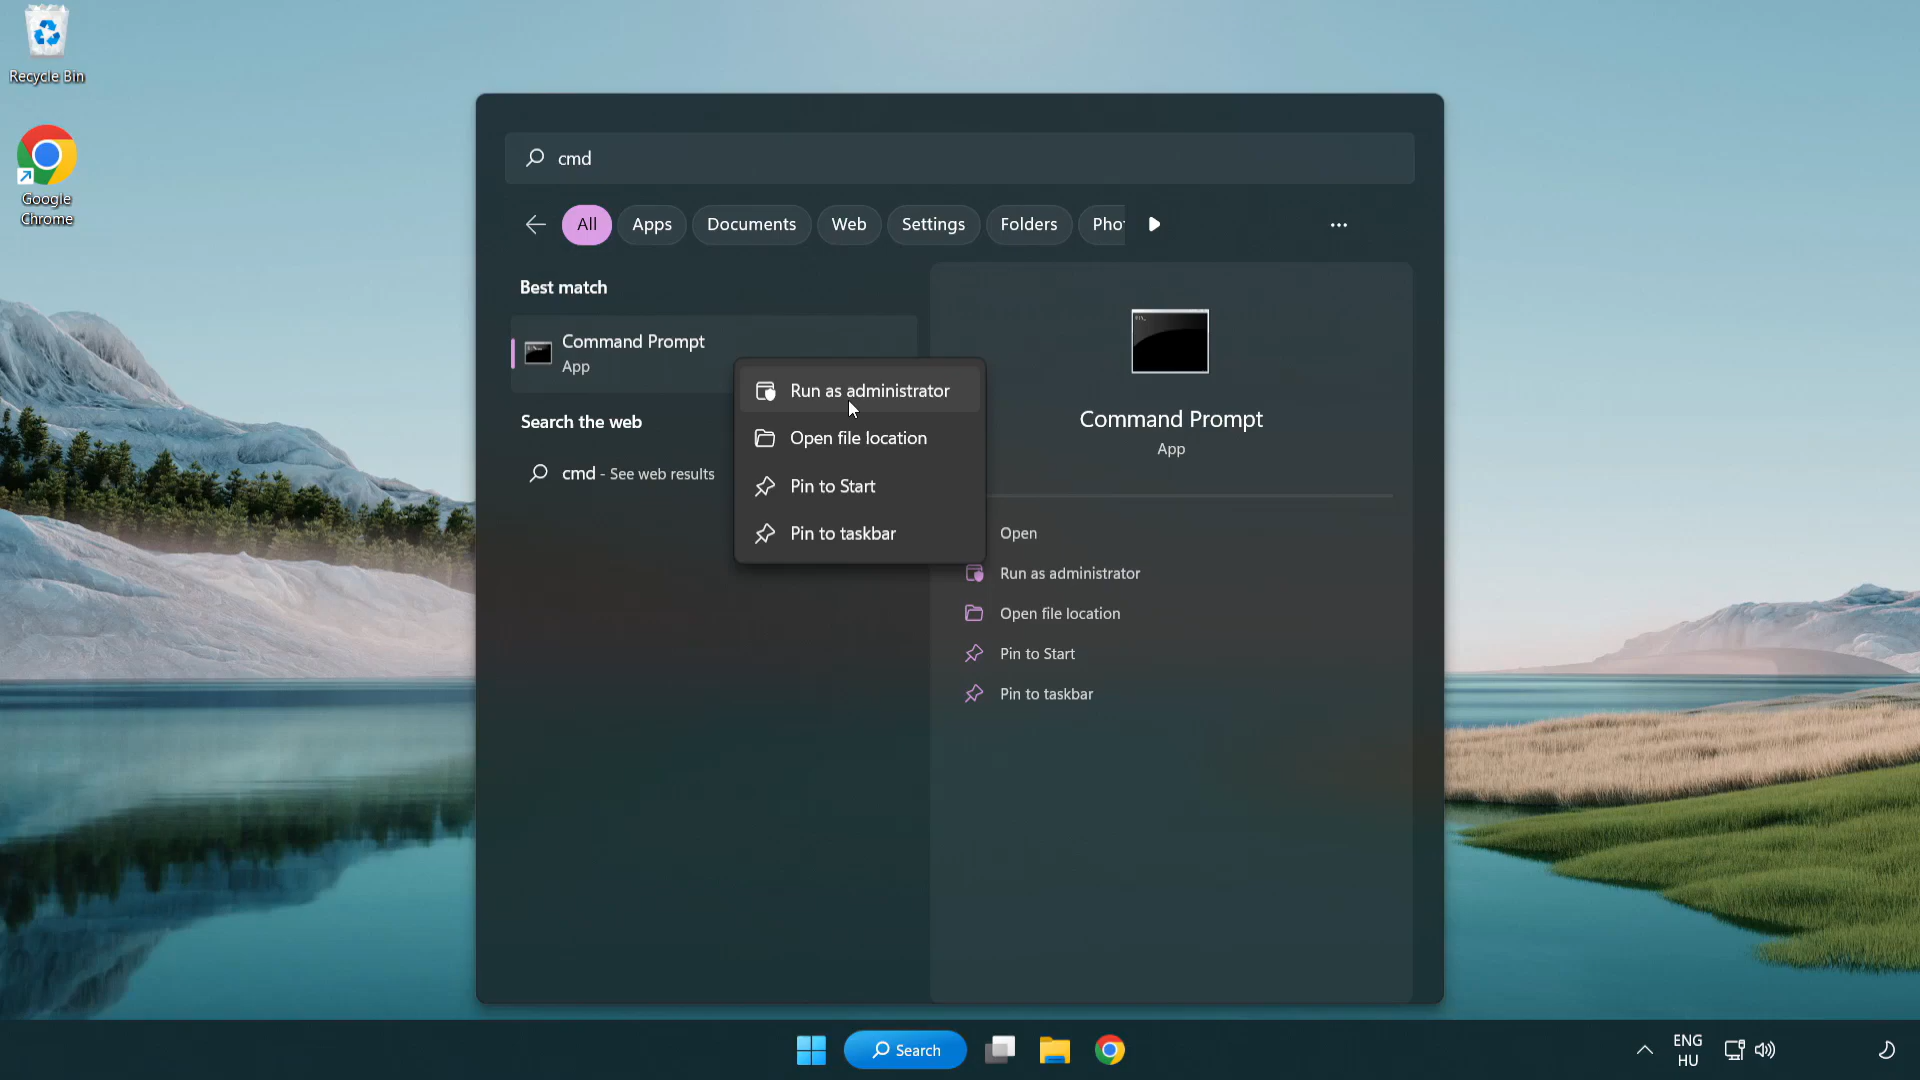 Recycle Bin
Google
Chrome
cmd
All
Apps
Documents
Web
Settings
Folders
Pho
Best match
Command Prompt
App
Search the web
cmd - See web results
Run as administrator
Open file location
Pin to Start
Pin to taskbar
Command Prompt
App
Open
Run as administrator
Open file location
Pin to Start
Pin to taskbar
Search
ENG
HU